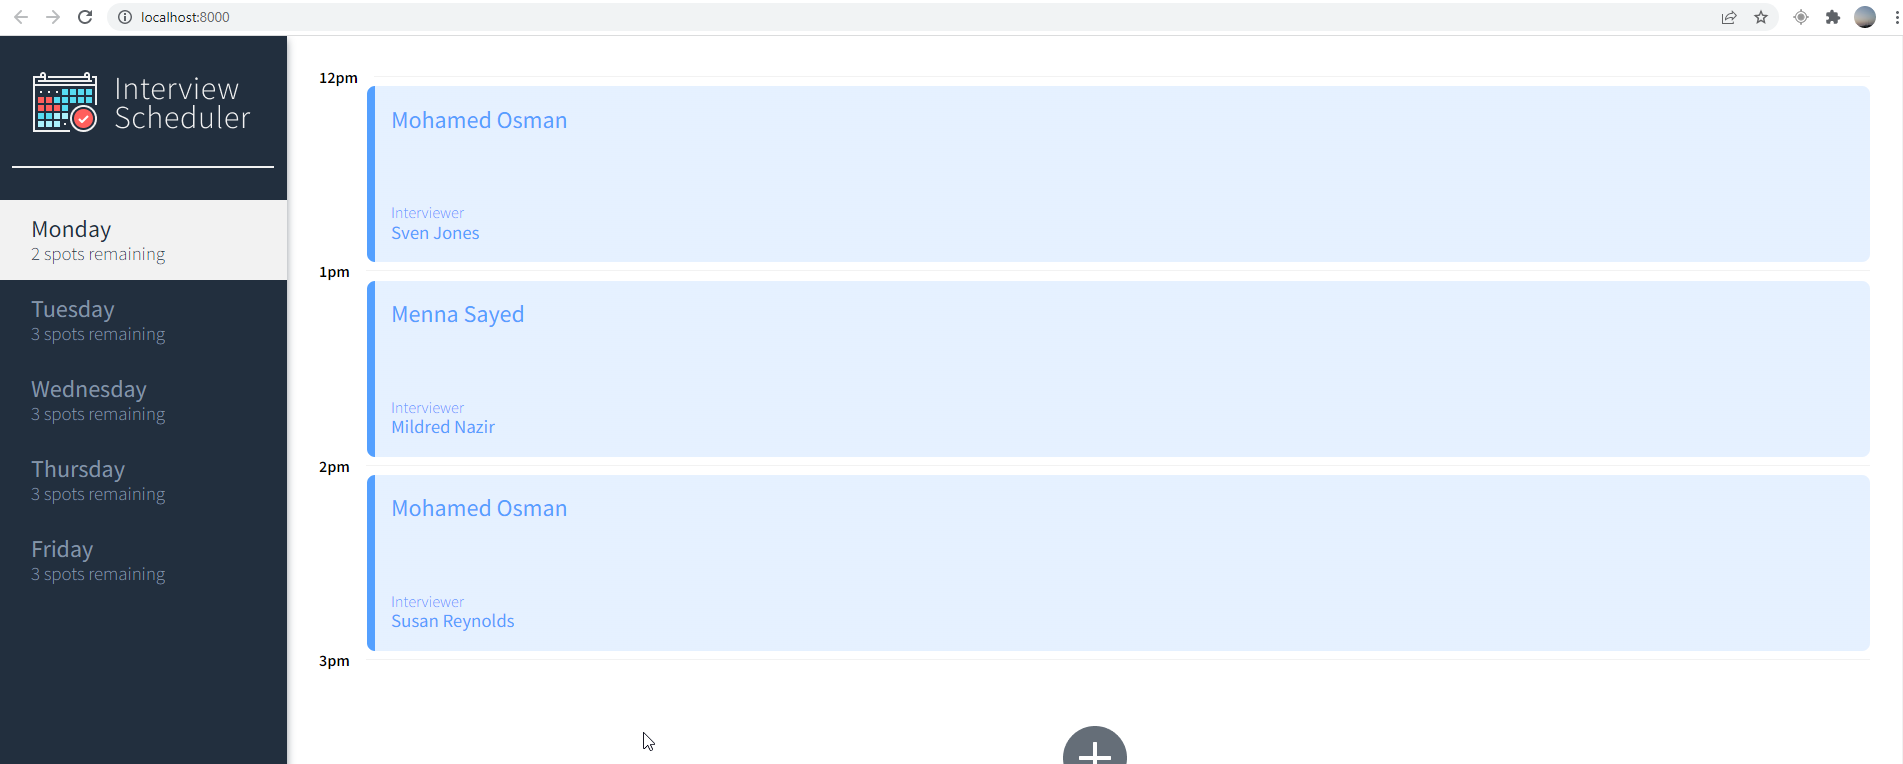 localhost:8000
Interview
Scheduler
Monday
2 spots remaining
Tuesday
3 spots remaining
Wednesday
3 spots remaining
Thursday
3 spots remaining
Friday
3 spots remaining
12pm
Mohamed Osman
Interviewer
Sven Jones
1pm
Menna Sayed
Interviewer
Mildred Nazir
2pm
Mohamed Osman
Interviewer
Susan Reynolds
3pm